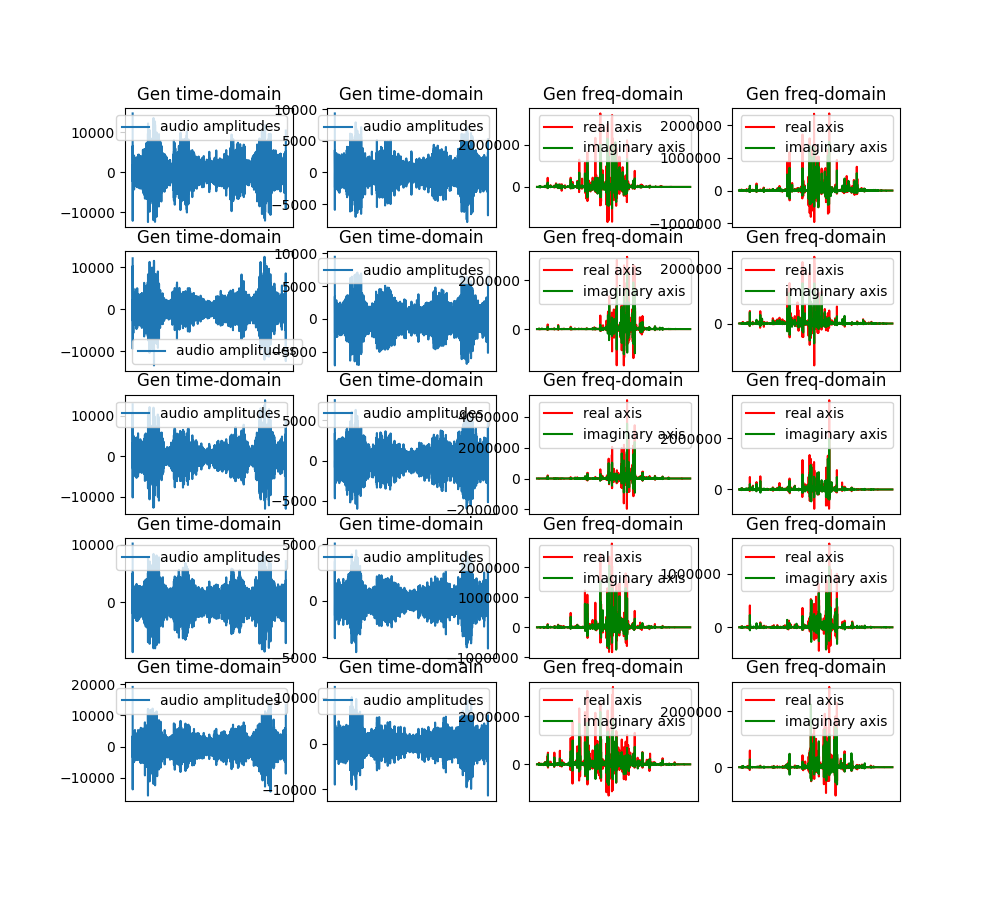 Gen time-domain Gen time-domain Gen freq-domain Gen freq-domain
audio amplitudes audio amplitudes real axis imaginary axis real axis imaginary axis
10000 0 −10000
10000 5000 0 −5000
2000000 0
2000000 1000000 0 −1000000
Gen time-domain Gen time-domain Gen freq-domain Gen freq-domain
audio amplitudes audio amplitudes real axis imaginary axis real axis imaginary axis
10000 0 −10000
10000 5000 0 −5000
2000000 0
2000000 0
Gen time-domain Gen time-domain Gen freq-domain Gen freq-domain
audio amplitudes audio amplitudes real axis imaginary axis real axis imaginary axis
10000 0 −10000
5000 0 −5000
4000000 2000000 0 −2000000
2000000 0
Gen time-domain Gen time-domain Gen freq-domain Gen freq-domain
audio amplitudes audio amplitudes real axis imaginary axis real axis imaginary axis
10000 0
5000 0 −5000
2000000 1000000 0 −1000000
1000000 0
Gen time-domain Gen time-domain Gen freq-domain Gen freq-domain
audio amplitudes audio amplitudes real axis imaginary axis real axis imaginary axis
20000 10000 0 −10000
10000 0 −10000
2000000 0
2000000 0